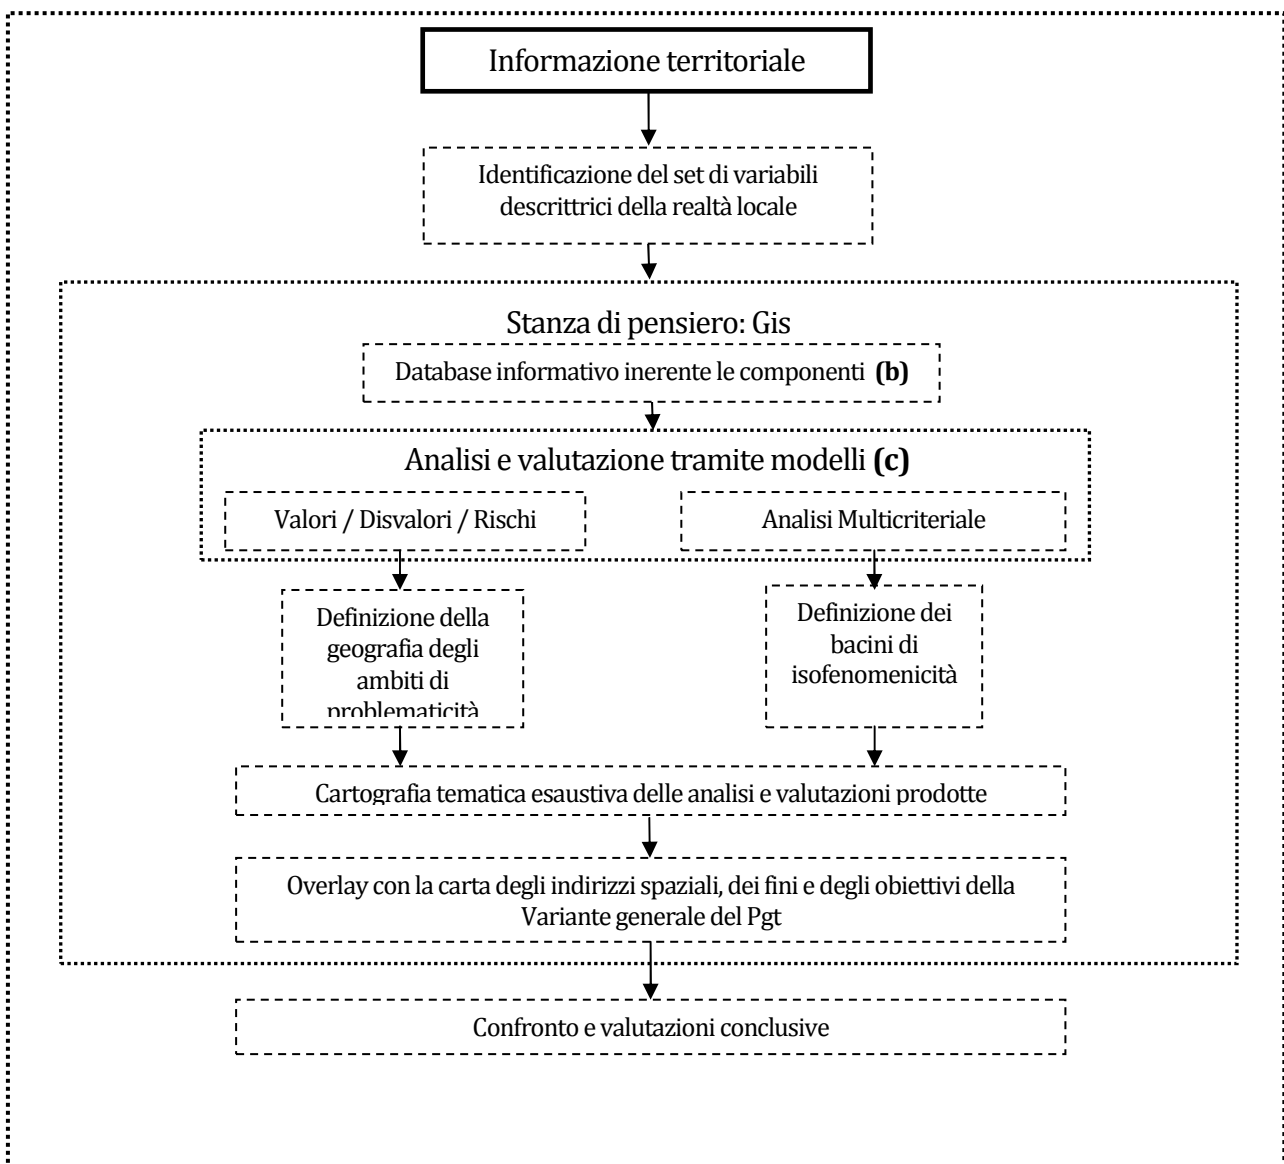 Informazione territoriale
Identificazione del set di variabili
descrittrici della realtà locale
Stanza di pensiero: Gis
Database informativo inerente le componenti (b)
Analisi e valutazione tramite modelli (c)
Valori / Disvalori / Rischi
Analisi Multicriteriale
Definizione della
geografia degli
ambiti di
problematicità
Definizione dei
bacini di
isofenomenicità
Cartografia tematica esaustiva delle analisi e valutazioni prodotte
Overlay con la carta degli indirizzi spaziali, dei fini e degli obiettivi della
Variante generale del Pgt
Confronto e valutazioni conclusive